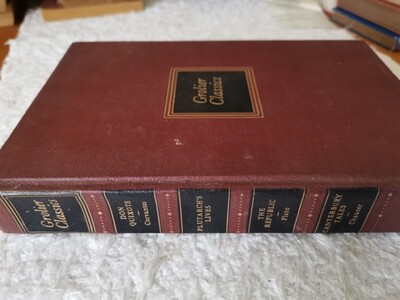 Grolier
Classics
Grolier
Classics
DON
QUIXOTE
Cervantes
PLUTARCH'S
LIVES
THE
REPUBLIC
Plato
CANTERBURY
TALES
Chaucer